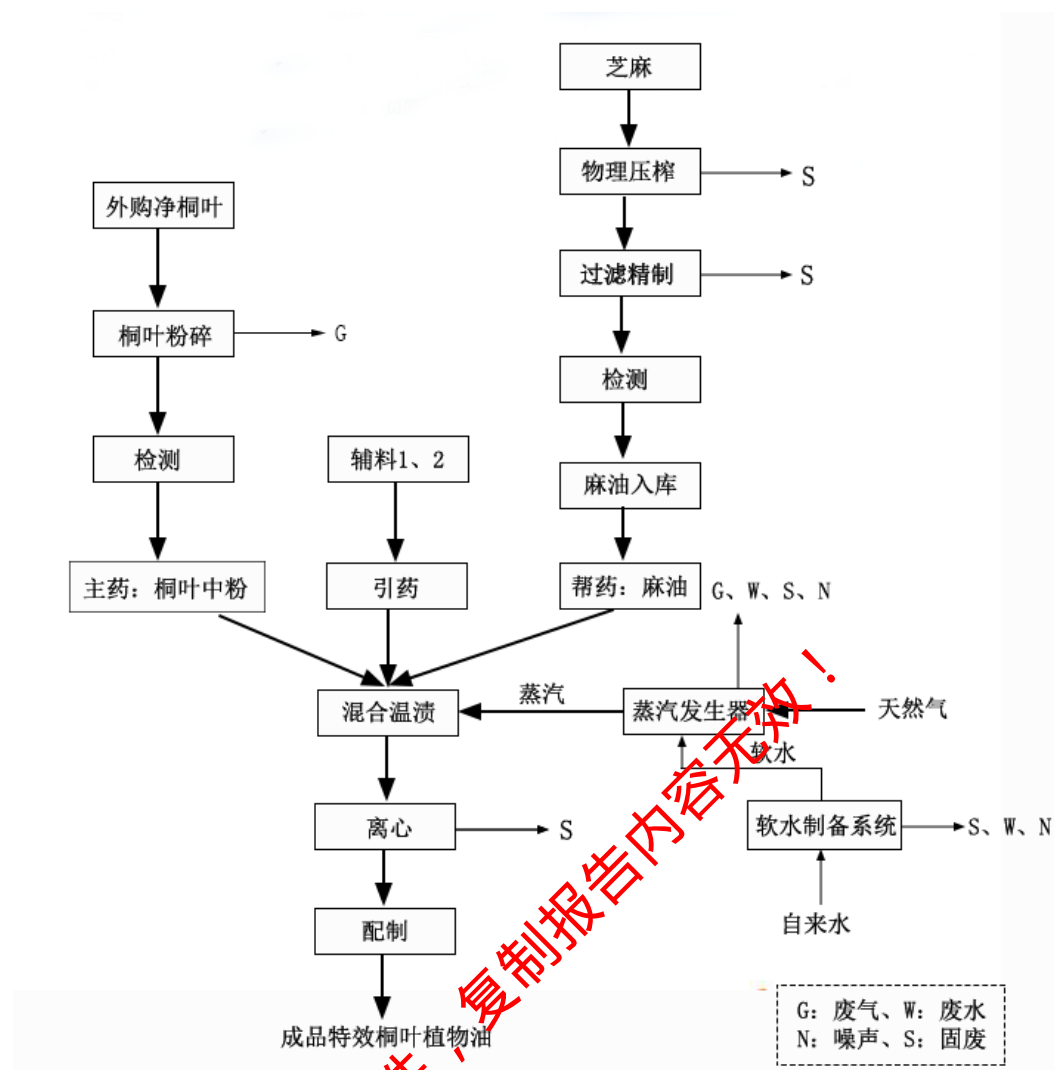 芝麻
物理压榨
S
外购净桐叶
过滤精制
S
桐叶粉碎
G
检测
检测
辅料1、2
麻油入库
主药：桐叶中粉
引药
帮药：麻油
G、W、S、N
混合温渍
蒸汽
蒸汽发生器
天然气
软水
离心
S
软水制备系统
S、W、N
配制
自来水
成品特效桐叶植物油
G：废气、W：废水
N：噪声、S：固废
，复制报告内容无效！